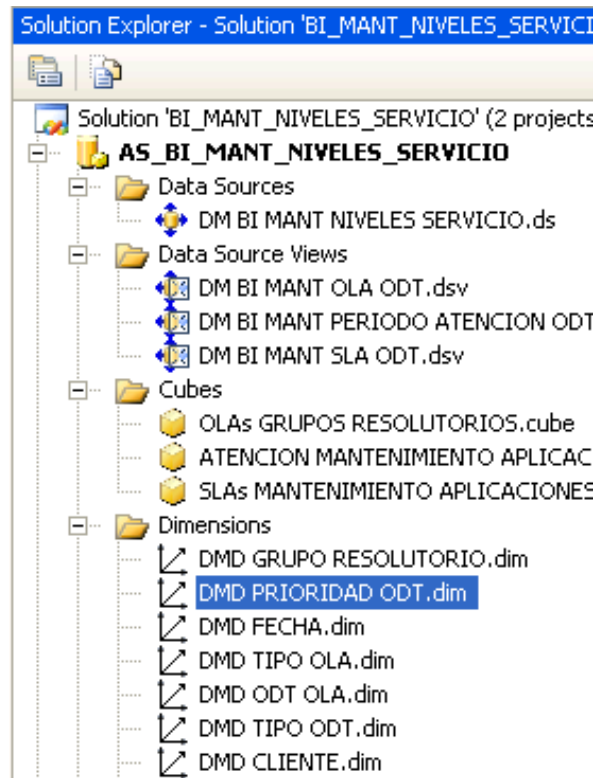 Solution Explorer - Solution 'BI_MANT_NIVELES_SERVICI
Solution 'BI_MANT_NIVELES_SERVICIO' (2 projects
AS_BI_MANT_NIVELES_SERVICIO
Data Sources
DM BI MANT NIVELES SERVICIO.ds
Data Source Views
DM BI MANT OLA ODT.dsv
DM BI MANT PERIODO ATENCION ODT
DM BI MANT SLA ODT.dsv
Cubes
OLAs GRUPOS RESOLUTORIOS.cube
ATENCION MANTENIMIENTO APLICAC
SLAs MANTENIMIENTO APLICACIONES
Dimensions
DMD GRUPO RESOLUTORIO.dim
DMD PRIORIDAD ODT.dim
DMD FECHA.dim
DMD TIPO OLA.dim
DMD ODT OLA.dim
DMD TIPO ODT.dim
DMD CLIENTE.dim